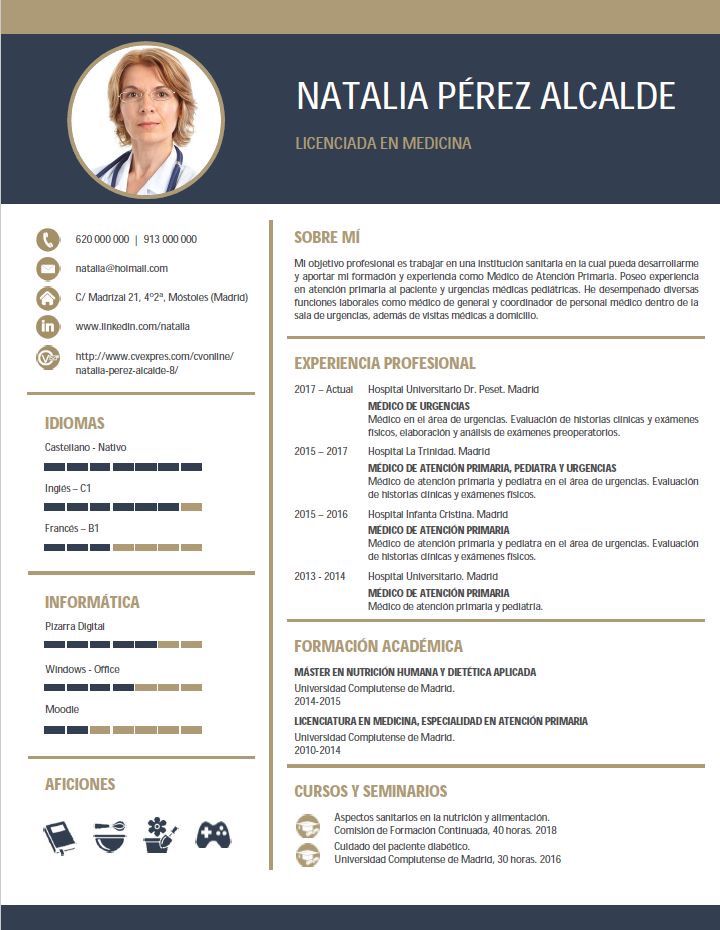 NATALIA PÉREZ ALCALDE
LICENCIADA EN MEDICINA
620 000 000 | 913 000 000
natalia@hotmail.com
C/ Madrizal 21, 4º2ª, Móstoles (Madrid)
www.linkedin.com/natalia
http://www.cvexpres.com/cvonline/
natalia-perez-alcalde-8/
IDIOMAS
Castellano - Nativo
Inglés – C1
Francés – B1
INFORMÁTICA
Pizarra Digital
Windows - Office
Moodle
AFICIONES
SOBRE MÍ
Mi objetivo profesional es trabajar en una institución sanitaria en la cual pueda desarrollarme
y aportar mi formación y experiencia como Médico de Atención Primaria. Poseo experiencia
en atención primaria al paciente y urgencias médicas pediátricas. He desempeñado diversas
funciones laborales como médico de general y coordinador de personal médico dentro de la
sala de urgencias, además de visitas médicas a domicilio.
EXPERIENCIA PROFESIONAL
2017 – Actual Hospital Universitario Dr. Peset. Madrid
MÉDICO DE URGENCIAS
Médico en el área de urgencias. Evaluación de historias clínicas y exámenes
físicos, elaboración y análisis de exámenes preoperatorios.
2015 – 2017 Hospital La Trinidad. Madrid
MÉDICO DE ATENCIÓN PRIMARIA, PEDIATRA Y URGENCIAS
Médico de atención primaria y pediatra en el área de urgencias. Evaluación
de historias clínicas y exámenes físicos.
2015 – 2016 Hospital Infanta Cristina. Madrid
MÉDICO DE ATENCIÓN PRIMARIA
Médico de atención primaria y pediatra en el área de urgencias. Evaluación
de historias clínicas y exámenes físicos.
2013 - 2014 Hospital Universitario. Madrid
MÉDICO DE ATENCIÓN PRIMARIA
Médico de atención primaria y pediatría.
FORMACIÓN ACADÉMICA
MÁSTER EN NUTRICIÓN HUMANA Y DIETÉTICA APLICADA
Universidad Complutense de Madrid.
2014-2015
LICENCIATURA EN MEDICINA, ESPECIALIDAD EN ATENCIÓN PRIMARIA
Universidad Complutense de Madrid.
2010-2014
CURSOS Y SEMINARIOS
Aspectos sanitarios en la nutrición y alimentación.
Comisión de Formación Continuada, 40 horas. 2018
Cuidado del paciente diabético.
Universidad Complutense de Madrid, 30 horas. 2016